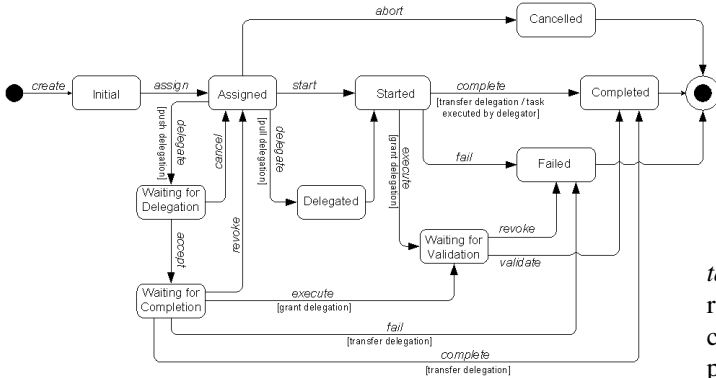 abort
Cancelled
create
Initial
assign
Assigned
start
Started
complete
[transfer delegation / task
executed by delegator]
Completed
delegate
[push delegation]
cancel
revoke
delegate
[pull delegation]
execute
[grant delegation]
fail
Failed
Waiting for
Delegation
Delegated
accept
Waiting for
Validation
revoke
validate
Waiting for
Completion
execute
[grant delegation]
fail
[transfer delegation]
complete
[transfer delegation]